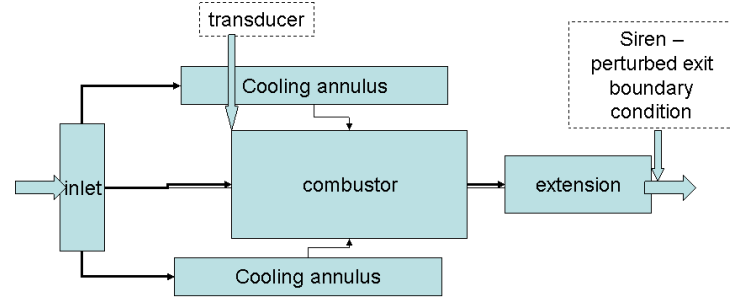 transducer
Siren –
perturbed exit
boundary
condition
Cooling annulus
inlet
combustor
extension
Cooling annulus